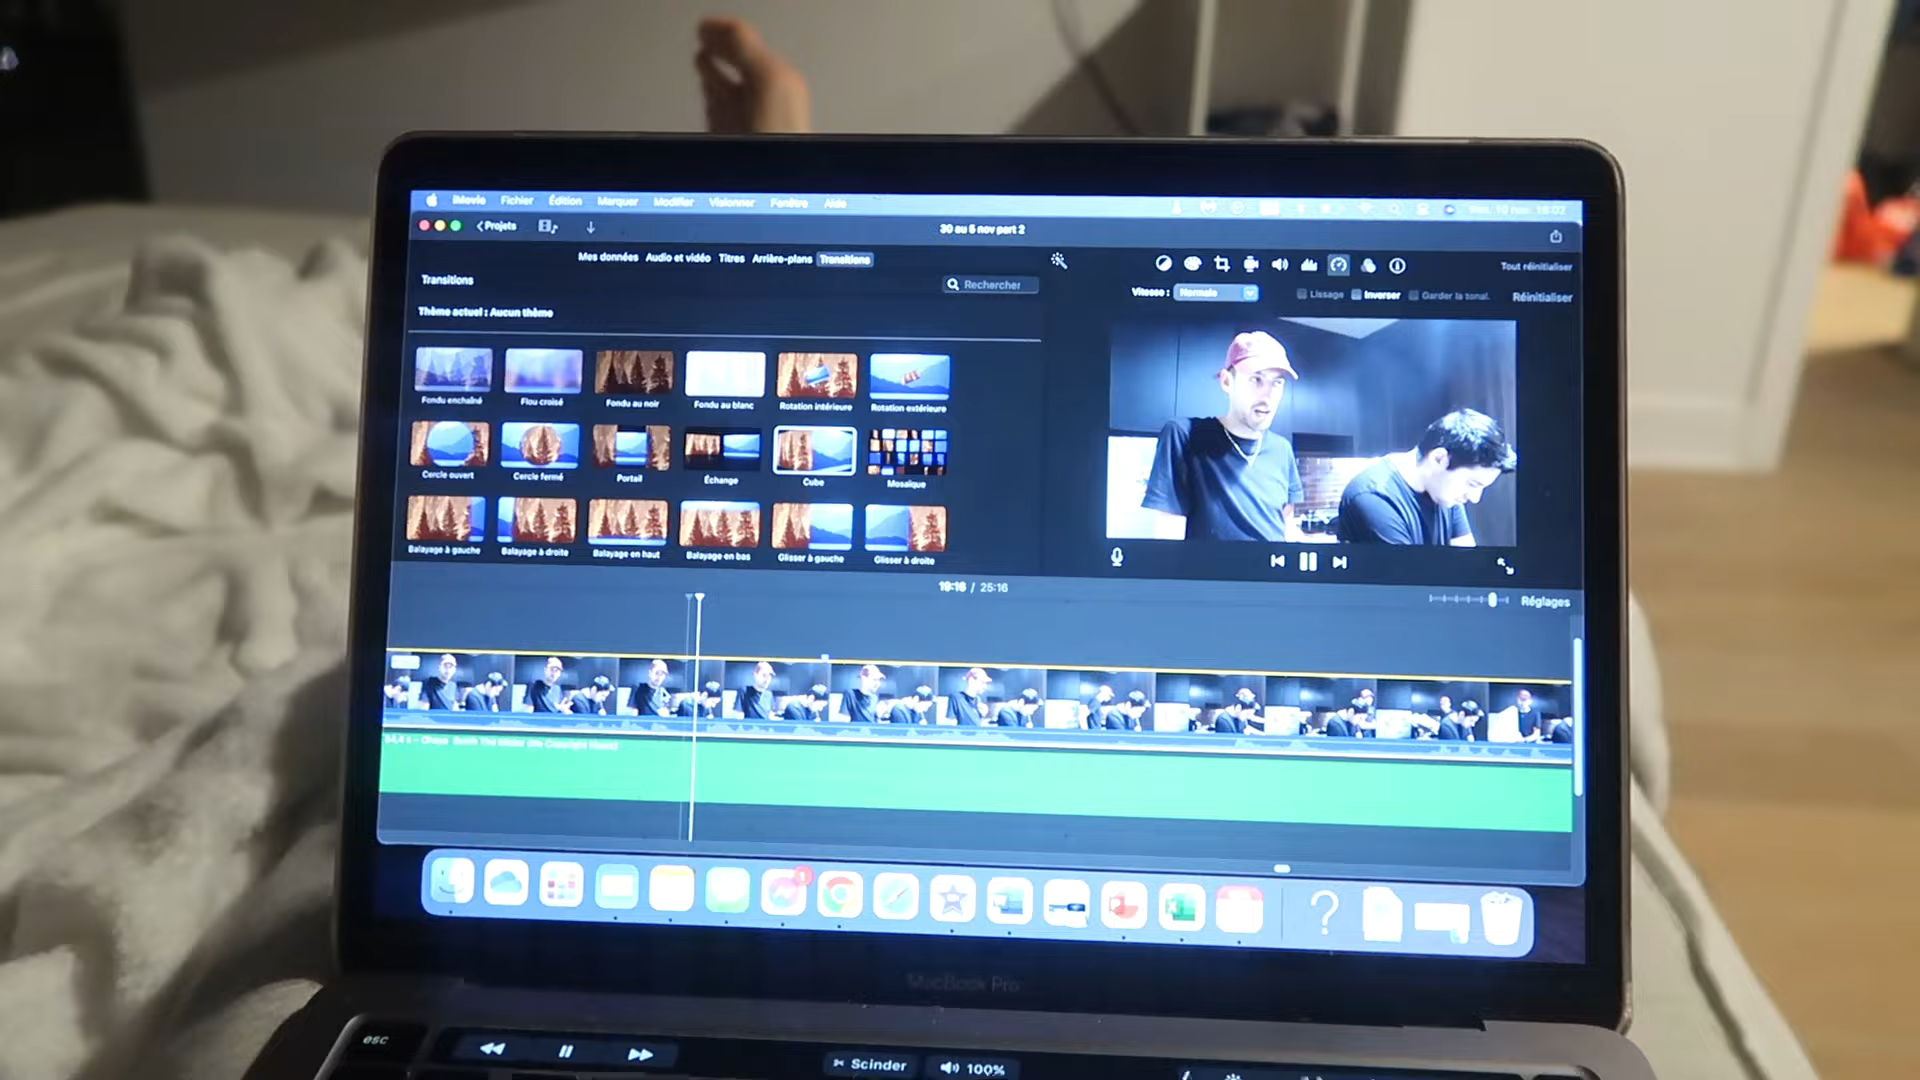 iMovie Fichier Édition Marquer Modifier Visionner Fenêtre Aide
Projets
30 au 5 nov part 2
Mes données Audio et vidéo Titres Arrière-plans Transitions
Tout réinitialiser
Transitions
Rechercher
Vitesse : Normale Lissage Inverser Garder la tonal. Réinitialiser
Thème actuel : Aucun thème
Fondu enchaîné Flou croisé Fondu au noir Fondu au blanc Rotation intérieure Rotation extérieure
Cercle ouvert Cercle fermé Portail Échange Cube Mosaïque
Balayage à gauche Balayage à droite Balayage en haut Balayage en bas Glisser à gauche Glisser à droite
19:16 / 25:16
Réglages
1
MacBook Pro
esc
Scinder
100%